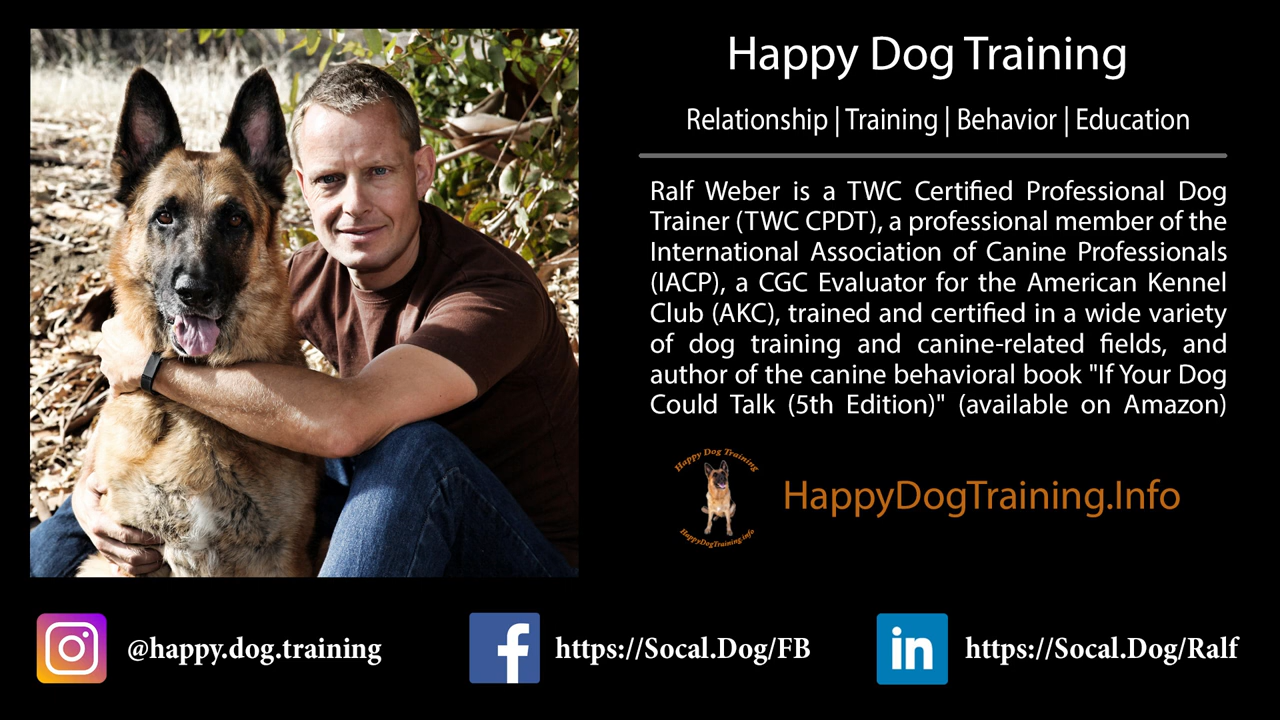 Happy Dog Training
Relationship | Training | Behavior | Education
Ralf Weber is a TWC Certified Professional Dog
Trainer (TWC CPDT), a professional member of the
International Association of Canine Professionals
(IACP), a CGC Evaluator for the American Kennel
Club (AKC), trained and certified in a wide variety
of dog training and canine-related fields, and
author of the canine behavioral book "If Your Dog
Could Talk (5th Edition)" (available on Amazon)
Happy Dog Training
HappyDogTraining.info
HappyDogTraining.Info
@happy.dog.training
f https://Socal.Dog/FB
in https://Socal.Dog/Ralf